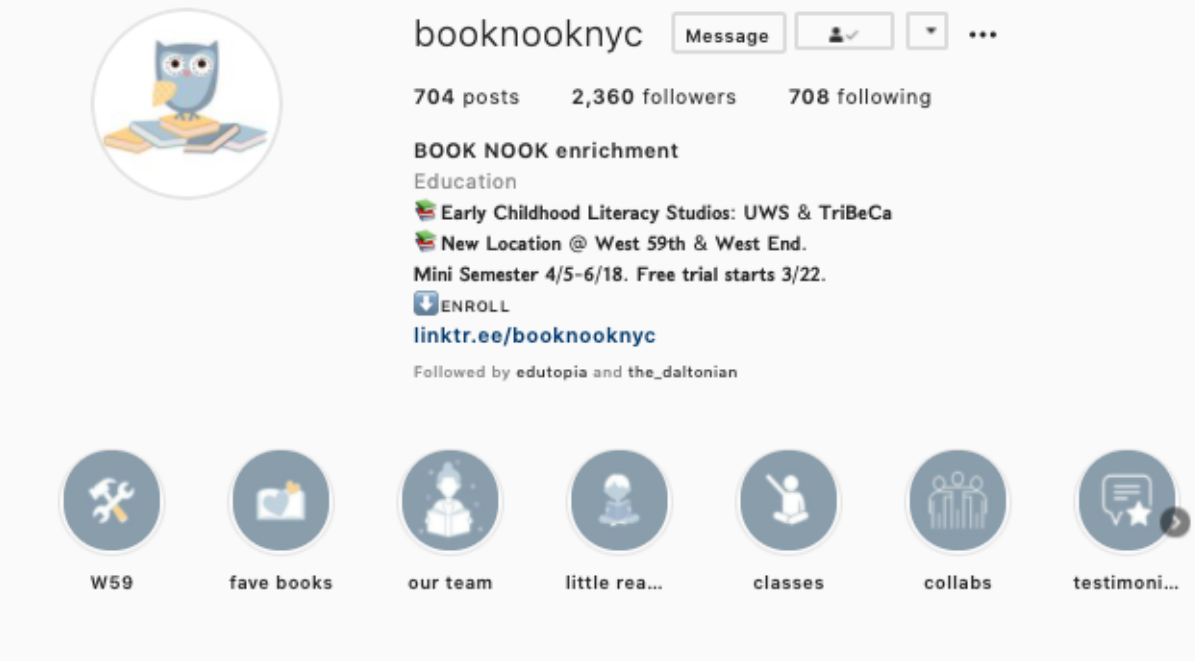 booknooknyc Message
704 posts 2,360 followers 708 following
BOOK NOOK enrichment
Education
📚Early Childhood Literacy Studios: UWS & TriBeCa
📚New Location @ West 59th & West End.
Mini Semester 4/5-6/18. Free trial starts 3/22.
⬇️ENROLL
linktr.ee/booknooknyc
Followed by edutopia and the_daltonian
W59 fave books our team little rea... classes collabs testimoni...